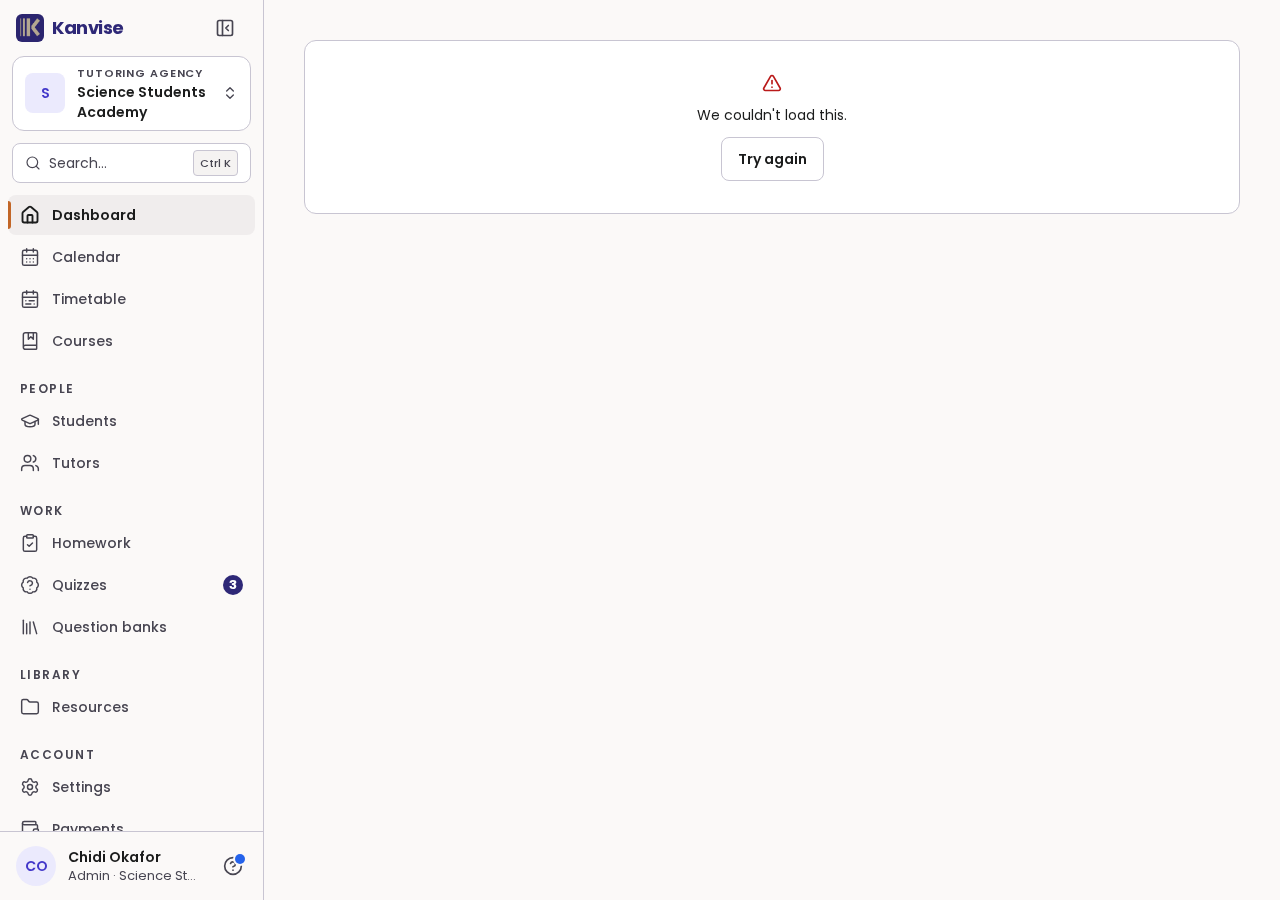 Kanvise
TUTORING AGENCY
S
Science Students
Academy
Search...
Ctrl K
Dashboard
Calendar
Timetable
Courses
PEOPLE
Students
Tutors
WORK
Homework
Quizzes
3
Question banks
LIBRARY
Resources
ACCOUNT
Settings
Payments
CO
Chidi Okafor
Admin · Science St...
We couldn't load this.
Try again